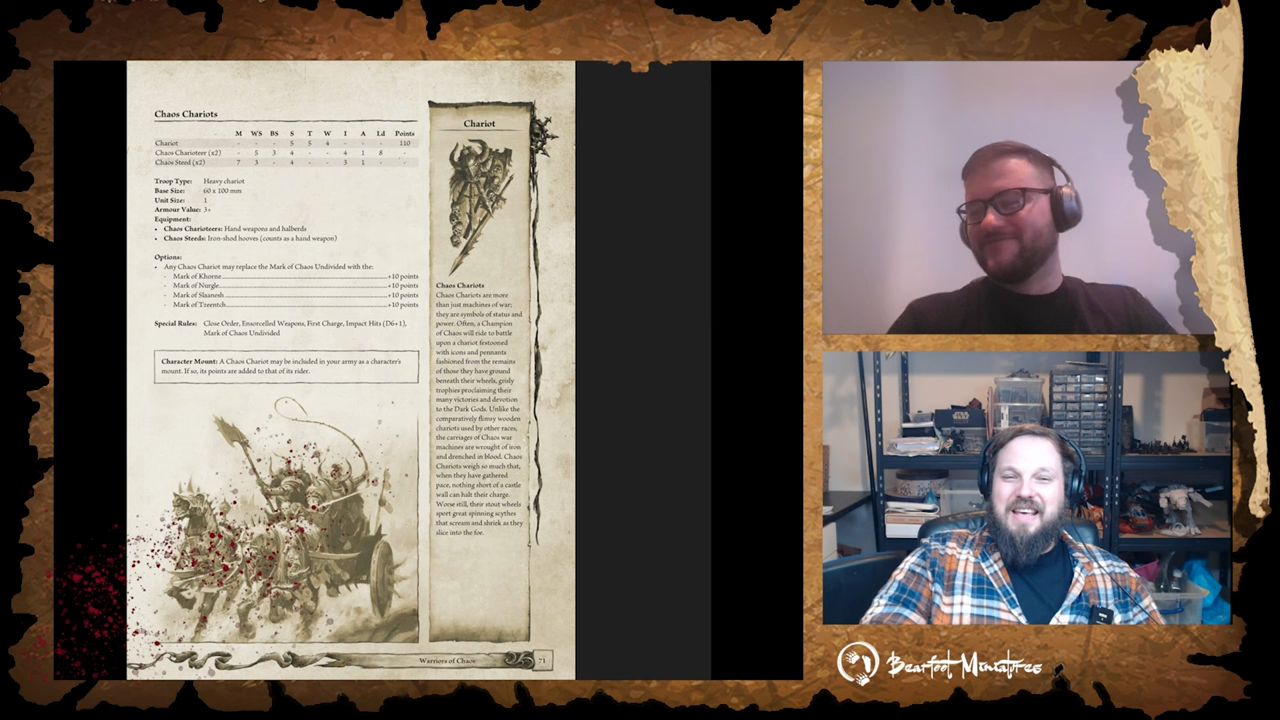 Chaos Chariots
M WS BS S T W I A Ld Points
Chariot - - - 5 5 4 - - - 110
Chaos Charioteer (x2) - 5 3 4 - - 4 1 8 -
Chaos Steed (x2) 7 3 - 4 - - 3 1 - -
Troop Type: Heavy chariot
Base Size: 60 x 100 mm
Unit Size: 1
Armour Value: 3+
Equipment:
• Chaos Charioteers: Hand weapons and halberds
• Chaos Steeds: Iron-shod hooves (counts as a hand weapon)
Options:
• Any Chaos Chariot may replace the Mark of Chaos Undivided with the:
- Mark of Khorne +10 points
- Mark of Nurgle +10 points
- Mark of Slaanesh +10 points
- Mark of Tzeentch +10 points
Special Rules: Close Order, Ensorcelled Weapons, First Charge, Impact Hits (D6+1),
Mark of Chaos Undivided
Character Mount: A Chaos Chariot may be included in your army as a character's
mount. If so, its points are added to that of its rider.
Chariot
Chaos Chariots
Chaos Chariots are more
than just machines of war;
they are symbols of status and
power. Often, a Champion
of Chaos will ride to battle
upon a chariot festooned
with icons and pennants
fashioned from the remains
of those they have ground
beneath their wheels, grisly
trophies proclaiming their
many victories and devotion
to the Dark Gods. Unlike the
comparatively flimsy wooden
chariots used by other races,
the carriages of Chaos war
machines are wrought of iron
and drenched in blood. Chaos
Chariots weigh so much that,
when they have gathered
pace, nothing short of a castle
wall can halt their charge.
Worse still, their stout wheels
sport great spinning scythes
that scream and shriek as they
slice into the foe.
Warriors of Chaos
71
STAR WARS
Bearfoot Miniatures